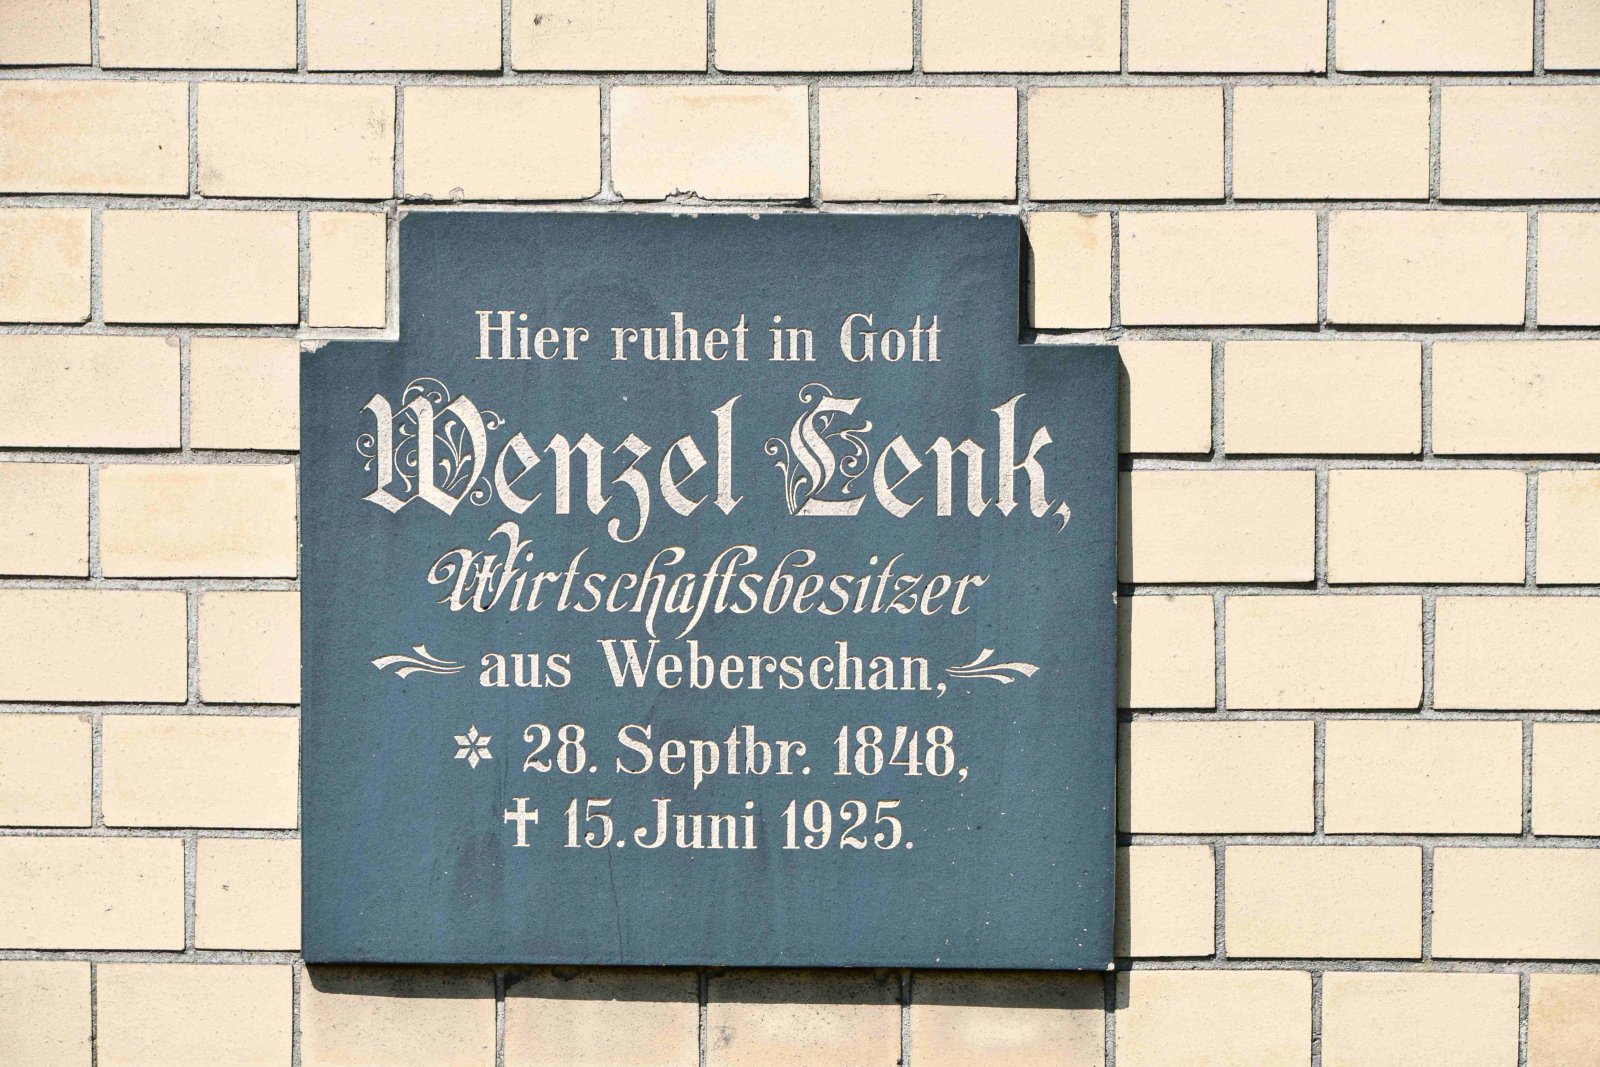 Hier ruhet in Gott
Wenzel Lenk,
Wirtschaftsbesitzer
aus Weberschan,
* 28. Septbr. 1848,
† 15. Juni 1925.